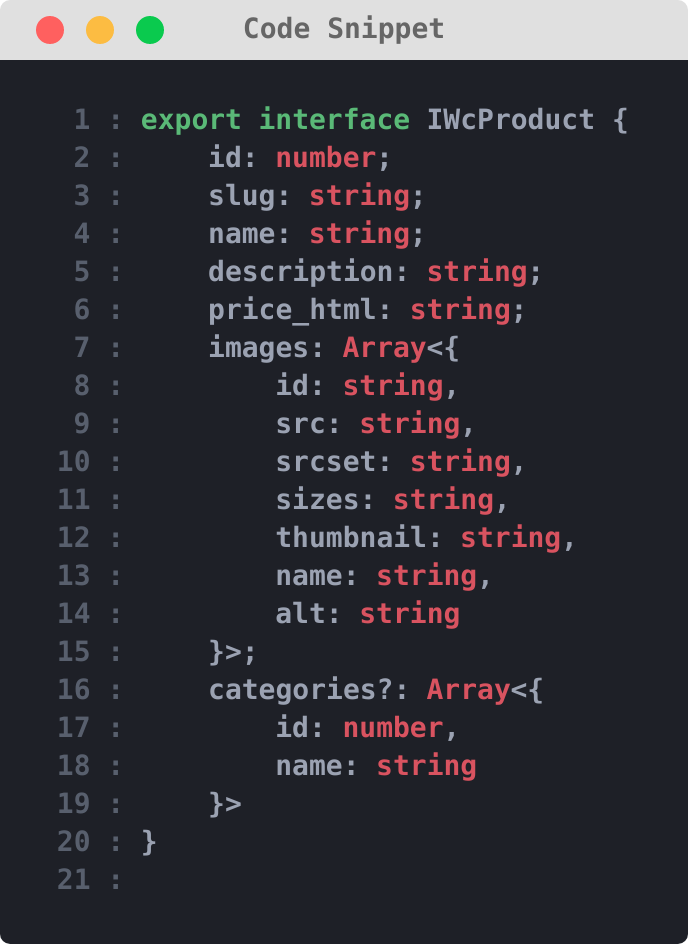 Code Snippet
1 : export interface IWcProduct {
2 :     id: number;
3 :     slug: string;
4 :     name: string;
5 :     description: string;
6 :     price_html: string;
7 :     images: Array<{
8 :         id: string,
9 :         src: string,
10 :         srcset: string,
11 :         sizes: string,
12 :         thumbnail: string,
13 :         name: string,
14 :         alt: string
15 :     }>;
16 :     categories?: Array<{
17 :         id: number,
18 :         name: string
19 :     }>
20 : }
21 :